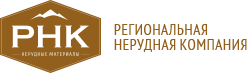 РНК
НЕРУДНЫЕ МАТЕРИАЛЫ
РЕГИОНАЛЬНАЯ
НЕРУДНАЯ КОМПАНИЯ